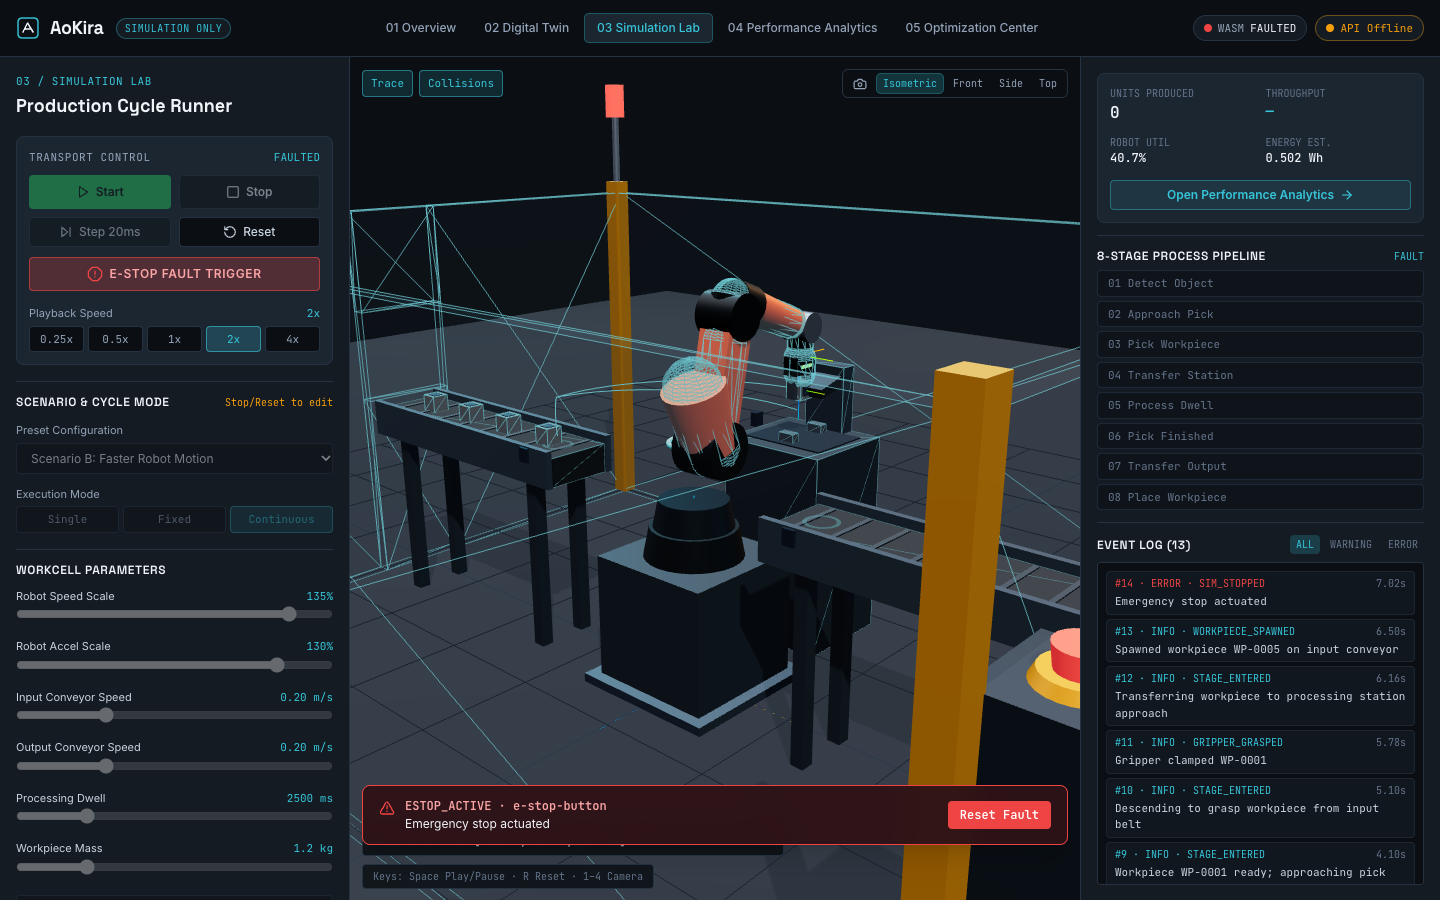 AoKira
SIMULATION ONLY
01 Overview
02 Digital Twin
03 Simulation Lab
04 Performance Analytics
05 Optimization Center
WASM FAULTED
API Offline
03 / SIMULATION LAB
Production Cycle Runner
TRANSPORT CONTROL
FAULTED
Start
Stop
Step 20ms
Reset
E-STOP FAULT TRIGGER
Playback Speed
2x
0.25x
0.5x
1x
2x
4x
SCENARIO & CYCLE MODE
Stop/Reset to edit
Preset Configuration
Scenario B: Faster Robot Motion
Execution Mode
Single
Fixed
Continuous
WORKCELL PARAMETERS
Robot Speed Scale
135%
Robot Accel Scale
130%
Input Conveyor Speed
0.20 m/s
Output Conveyor Speed
0.20 m/s
Processing Dwell
2500 ms
Workpiece Mass
1.2 kg
Trace
Collisions
Isometric
Front
Side
Top
ESTOP_ACTIVE · e-stop-button
Emergency stop actuated
Reset Fault
Keys: Space Play/Pause · R Reset · 1–4 Camera
UNITS PRODUCED
0
THROUGHPUT
—
ROBOT UTIL
40.7%
ENERGY EST.
0.502 Wh
Open Performance Analytics →
8-STAGE PROCESS PIPELINE
FAULT
01 Detect Object
02 Approach Pick
03 Pick Workpiece
04 Transfer Station
05 Process Dwell
06 Pick Finished
07 Transfer Output
08 Place Workpiece
EVENT LOG (13)
ALL
WARNING
ERROR
#14 · ERROR · SIM_STOPPED
7.02s
Emergency stop actuated
#13 · INFO · WORKPIECE_SPAWNED
6.50s
Spawned workpiece WP-0005 on input conveyor
#12 · INFO · STAGE_ENTERED
6.16s
Transferring workpiece to processing station
approach
#11 · INFO · GRIPPER_GRASPED
5.78s
Gripper clamped WP-0001
#10 · INFO · STAGE_ENTERED
5.10s
Descending to grasp workpiece from input
belt
#9 · INFO · STAGE_ENTERED
4.10s
Workpiece WP-0001 ready; approaching pick